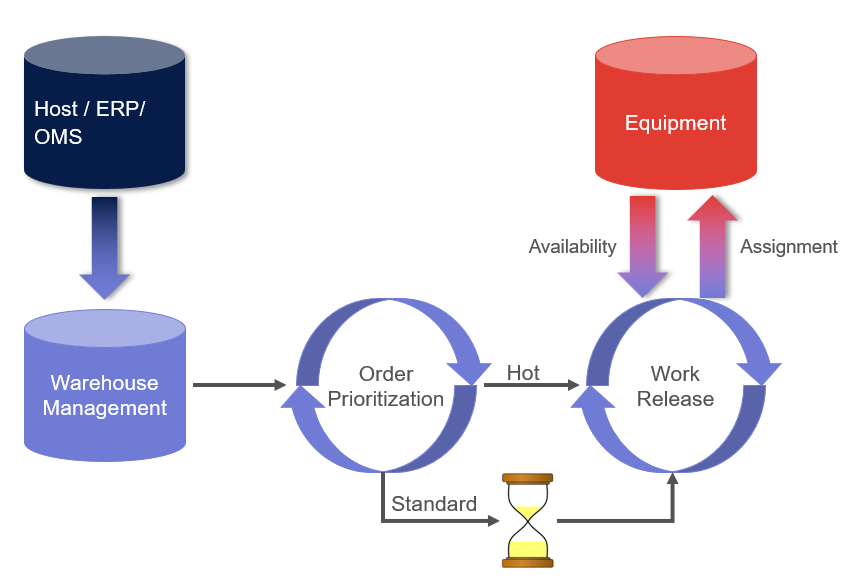 Host / ERP/
OMS
Equipment
Availability
Assignment
Warehouse
Management
Order
Prioritization
Hot
Work
Release
Standard